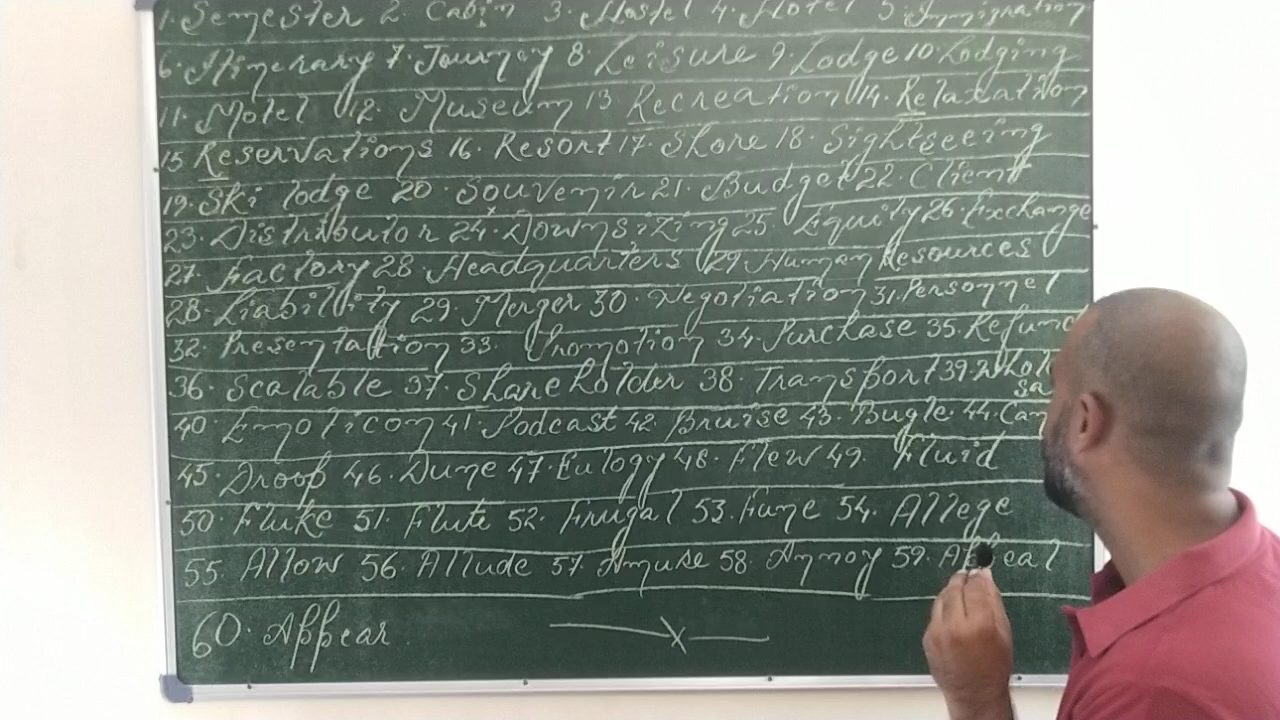 1. Semester 2. Cabin 3. Hostel 4. Hotel 5. Immigration
6. Itinerary 7. Journey 8. Leisure 9. Lodge 10. Lodging
11. Motel 12. Museum 13. Recreation 14. Relaxation
15 Reservations 16. Resort 17. Shore 18. Sightseeing
19. Ski lodge 20. Souvenir 21. Budget 22. Client
23. Distributor 24. Downsizing 25. Equity 26. Exchange
27. Factory 28. Headquarters 29. Human Resources
28. Liability 29. Merger 30. Negotiation 31. Personnel
32. Presentation 33. Promotion 34. Purchase 35. Refund
36. Scalable 37. Shareholder 38. Transport 39.
40. Emoticon 41. Podcast 42. Bruise 43. Bugle 44.
45. Droop 46. Dune 47. Eulogy 48. Flew 49. Fluid
50. Fluke 51. Flute 52. Frugal 53. Fume 54. Allege
55. Allow 56. Allude 57. Amuse 58. Annoy 59. Appeal
60. Appear.